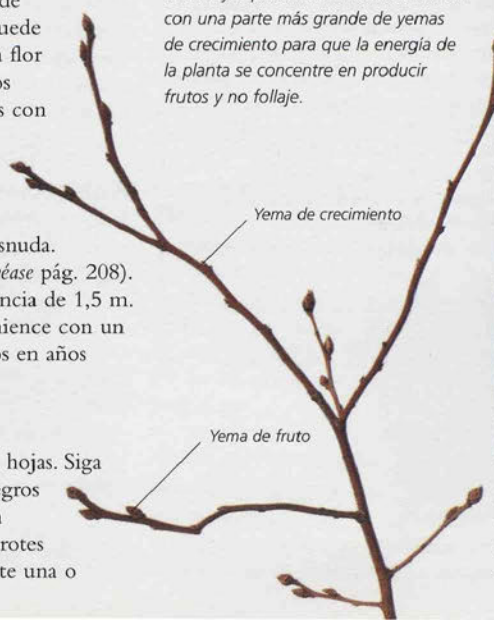 con una parte más grande de yemas
de crecimiento para que la energía de
la planta se concentre en producir
frutos y no follaje.
de
uede
flor
os
s con
Yema de crecimiento
snuda.
éase pág. 208).
ncia de 1,5 m.
nience con un
os en años
Yema de fruto
hojas. Siga
egros
rotes
te una o